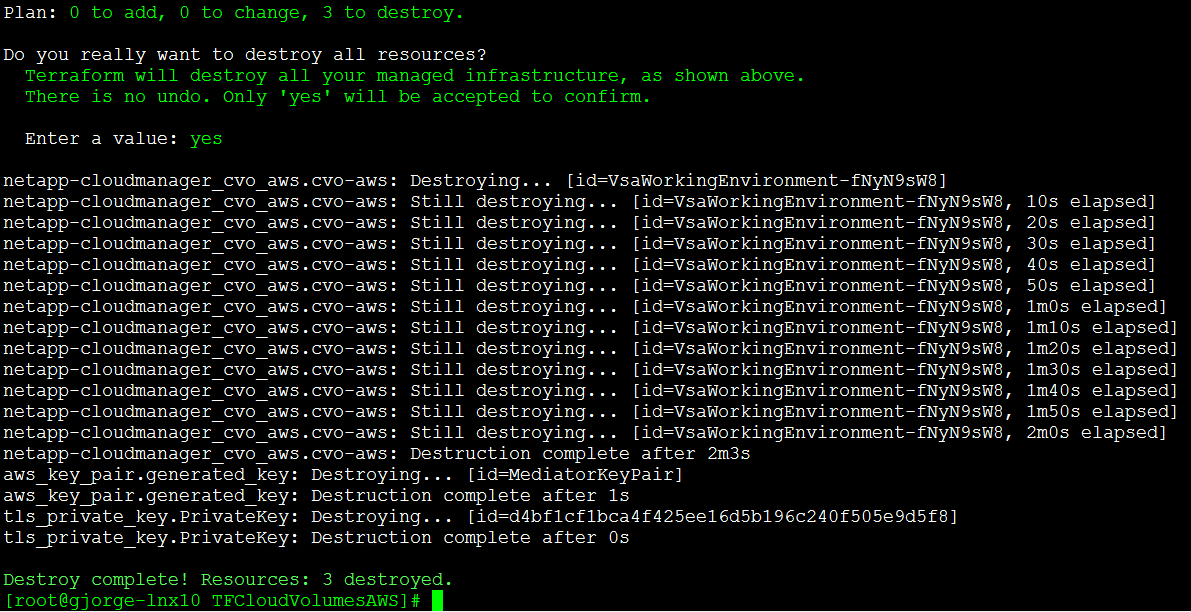 Plan: 0 to add, 0 to change, 3 to destroy.
Do you really want to destroy all resources?
Terraform will destroy all your managed infrastructure, as shown above.
There is no undo. Only 'yes' will be accepted to confirm.
Enter a value: yes
netapp-cloudmanager_cvo_aws.cvo-aws: Destroying... [id=VsaWorkingEnvironment-fNyN9sW8]
netapp-cloudmanager_cvo_aws.cvo-aws: Still destroying... [id=VsaWorkingEnvironment-fNyN9sW8, 10s elapsed]
netapp-cloudmanager_cvo_aws.cvo-aws: Still destroying... [id=VsaWorkingEnvironment-fNyN9sW8, 20s elapsed]
netapp-cloudmanager_cvo_aws.cvo-aws: Still destroying... [id=VsaWorkingEnvironment-fNyN9sW8, 30s elapsed]
netapp-cloudmanager_cvo_aws.cvo-aws: Still destroying... [id=VsaWorkingEnvironment-fNyN9sW8, 40s elapsed]
netapp-cloudmanager_cvo_aws.cvo-aws: Still destroying... [id=VsaWorkingEnvironment-fNyN9sW8, 50s elapsed]
netapp-cloudmanager_cvo_aws.cvo-aws: Still destroying... [id=VsaWorkingEnvironment-fNyN9sW8, 1m0s elapsed]
netapp-cloudmanager_cvo_aws.cvo-aws: Still destroying... [id=VsaWorkingEnvironment-fNyN9sW8, 1m10s elapsed]
netapp-cloudmanager_cvo_aws.cvo-aws: Still destroying... [id=VsaWorkingEnvironment-fNyN9sW8, 1m20s elapsed]
netapp-cloudmanager_cvo_aws.cvo-aws: Still destroying... [id=VsaWorkingEnvironment-fNyN9sW8, 1m30s elapsed]
netapp-cloudmanager_cvo_aws.cvo-aws: Still destroying... [id=VsaWorkingEnvironment-fNyN9sW8, 1m40s elapsed]
netapp-cloudmanager_cvo_aws.cvo-aws: Still destroying... [id=VsaWorkingEnvironment-fNyN9sW8, 1m50s elapsed]
netapp-cloudmanager_cvo_aws.cvo-aws: Still destroying... [id=VsaWorkingEnvironment-fNyN9sW8, 2m0s elapsed]
netapp-cloudmanager_cvo_aws.cvo-aws: Destruction complete after 2m3s
aws_key_pair.generated_key: Destroying... [id=MediatorKeyPair]
aws_key_pair.generated_key: Destruction complete after 1s
tls_private_key.PrivateKey: Destroying... [id=d4bf1cf1bca4f425ee16d5b196c240f505e9d5f8]
tls_private_key.PrivateKey: Destruction complete after 0s
Destroy complete! Resources: 3 destroyed.
[root@gjorge-lnx10 TFCloudVolumesAWS]#